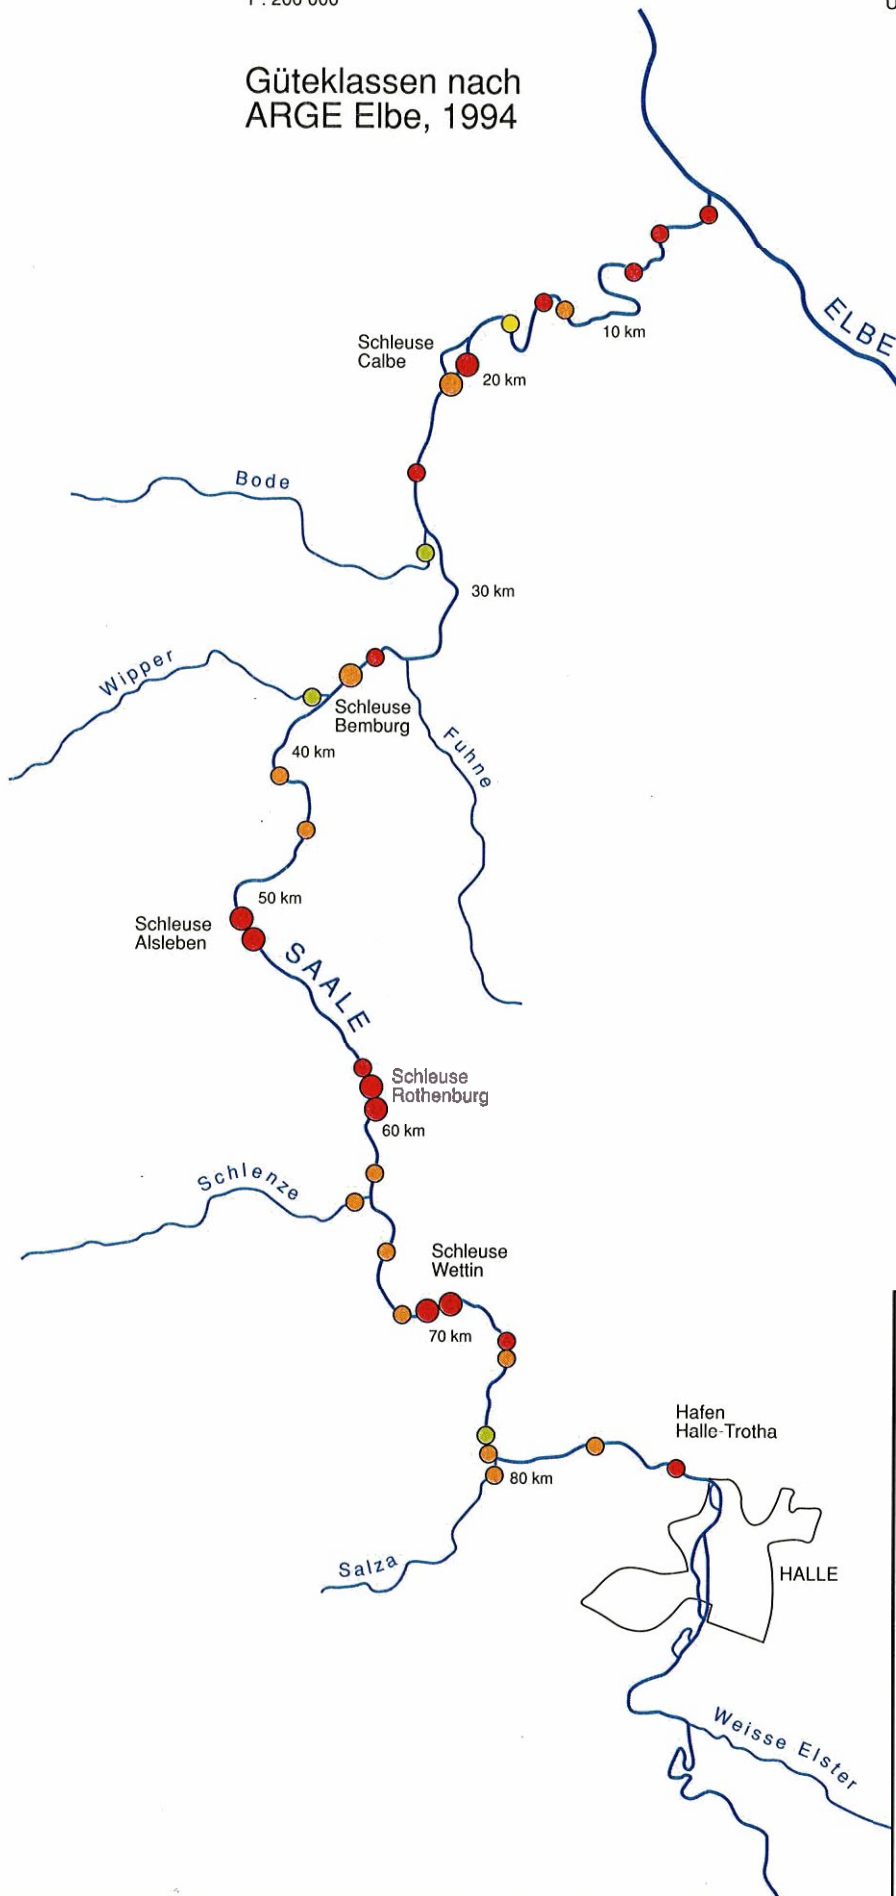 Güteklassen nach
ARGE Elbe, 1994
ELBE
10 km
Schleuse
Calbe
20 km
Bode
30 km
Wipper
Schleuse
Bemburg
Fuhne
40 km
50 km
Schleuse
Alsleben
SAALE
Schleuse
Rothenburg
60 km
Schlenze
Schleuse
Wettin
70 km
Hafen
Halle-Trotha
80 km
Salza
HALLE
Weisse Elster